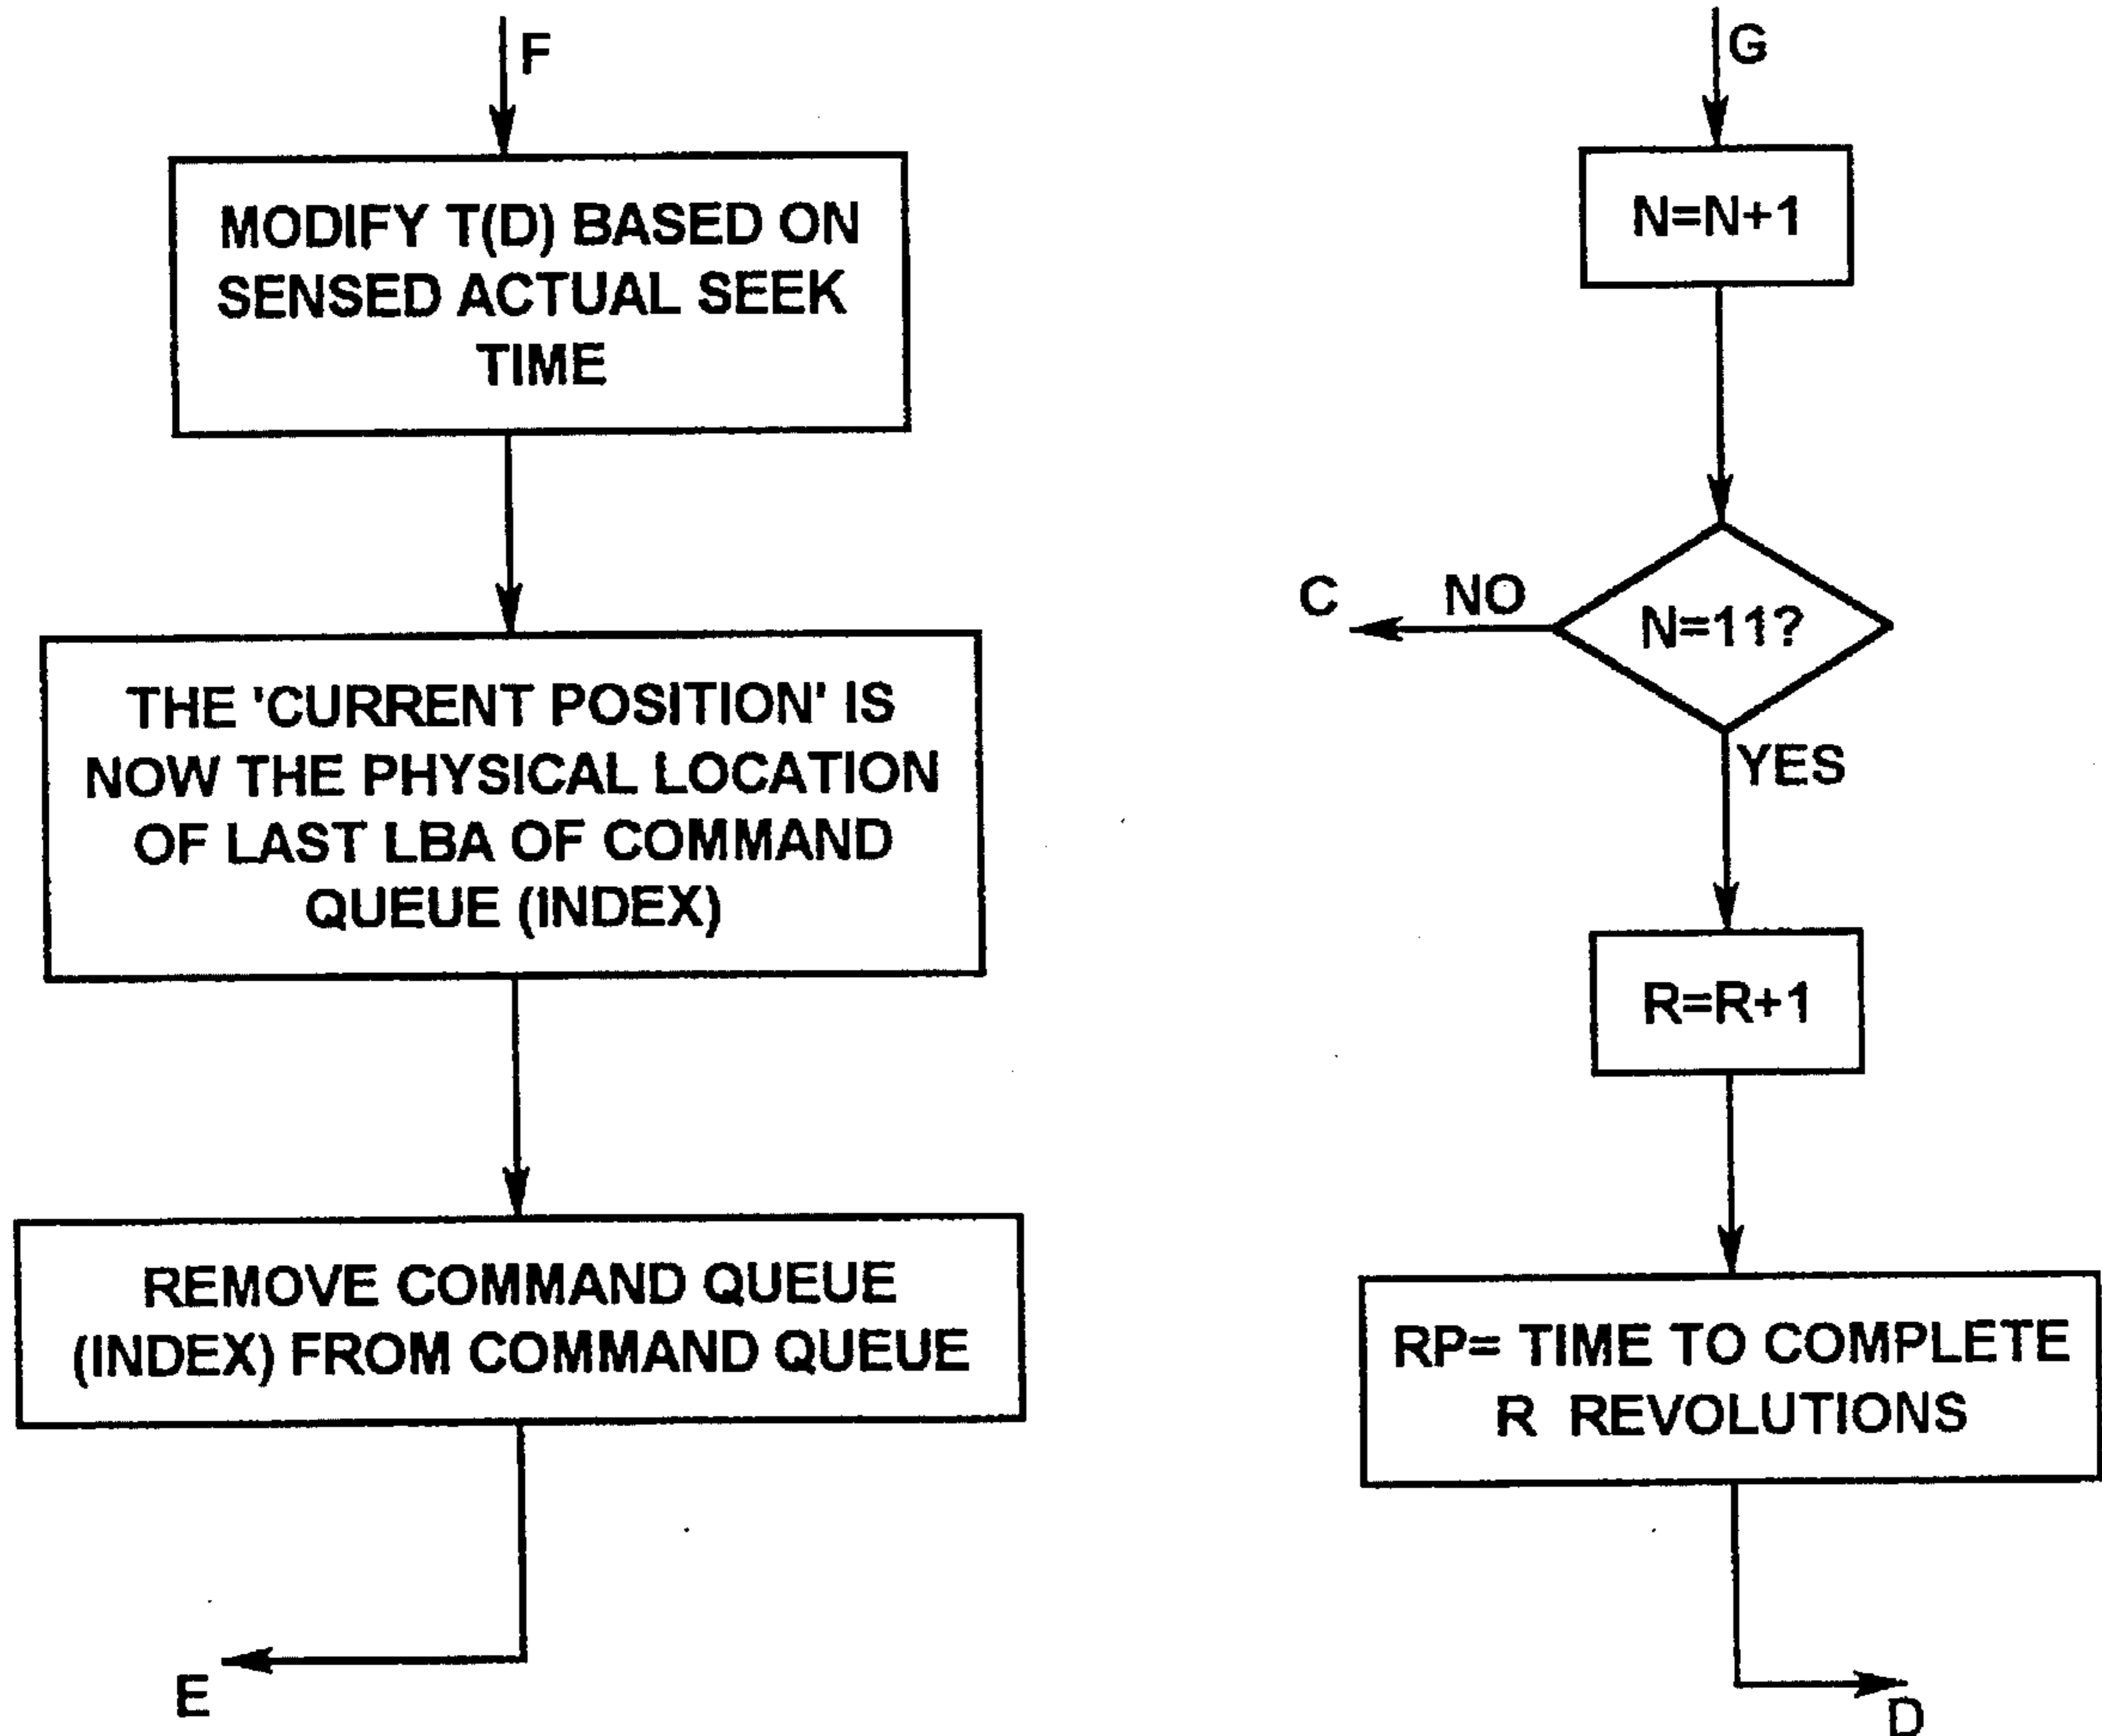 F
MODIFY T(D) BASED ON
SENSED ACTUAL SEEK
TIME
THE 'CURRENT POSITION' IS
NOW THE PHYSICAL LOCATION
OF LAST LBA OF COMMAND
QUEUE (INDEX)
REMOVE COMMAND QUEUE
(INDEX) FROM COMMAND QUEUE
E
G
N=N+1
N=11?
NO
C
YES
R=R+1
RP= TIME TO COMPLETE
R REVOLUTIONS
D